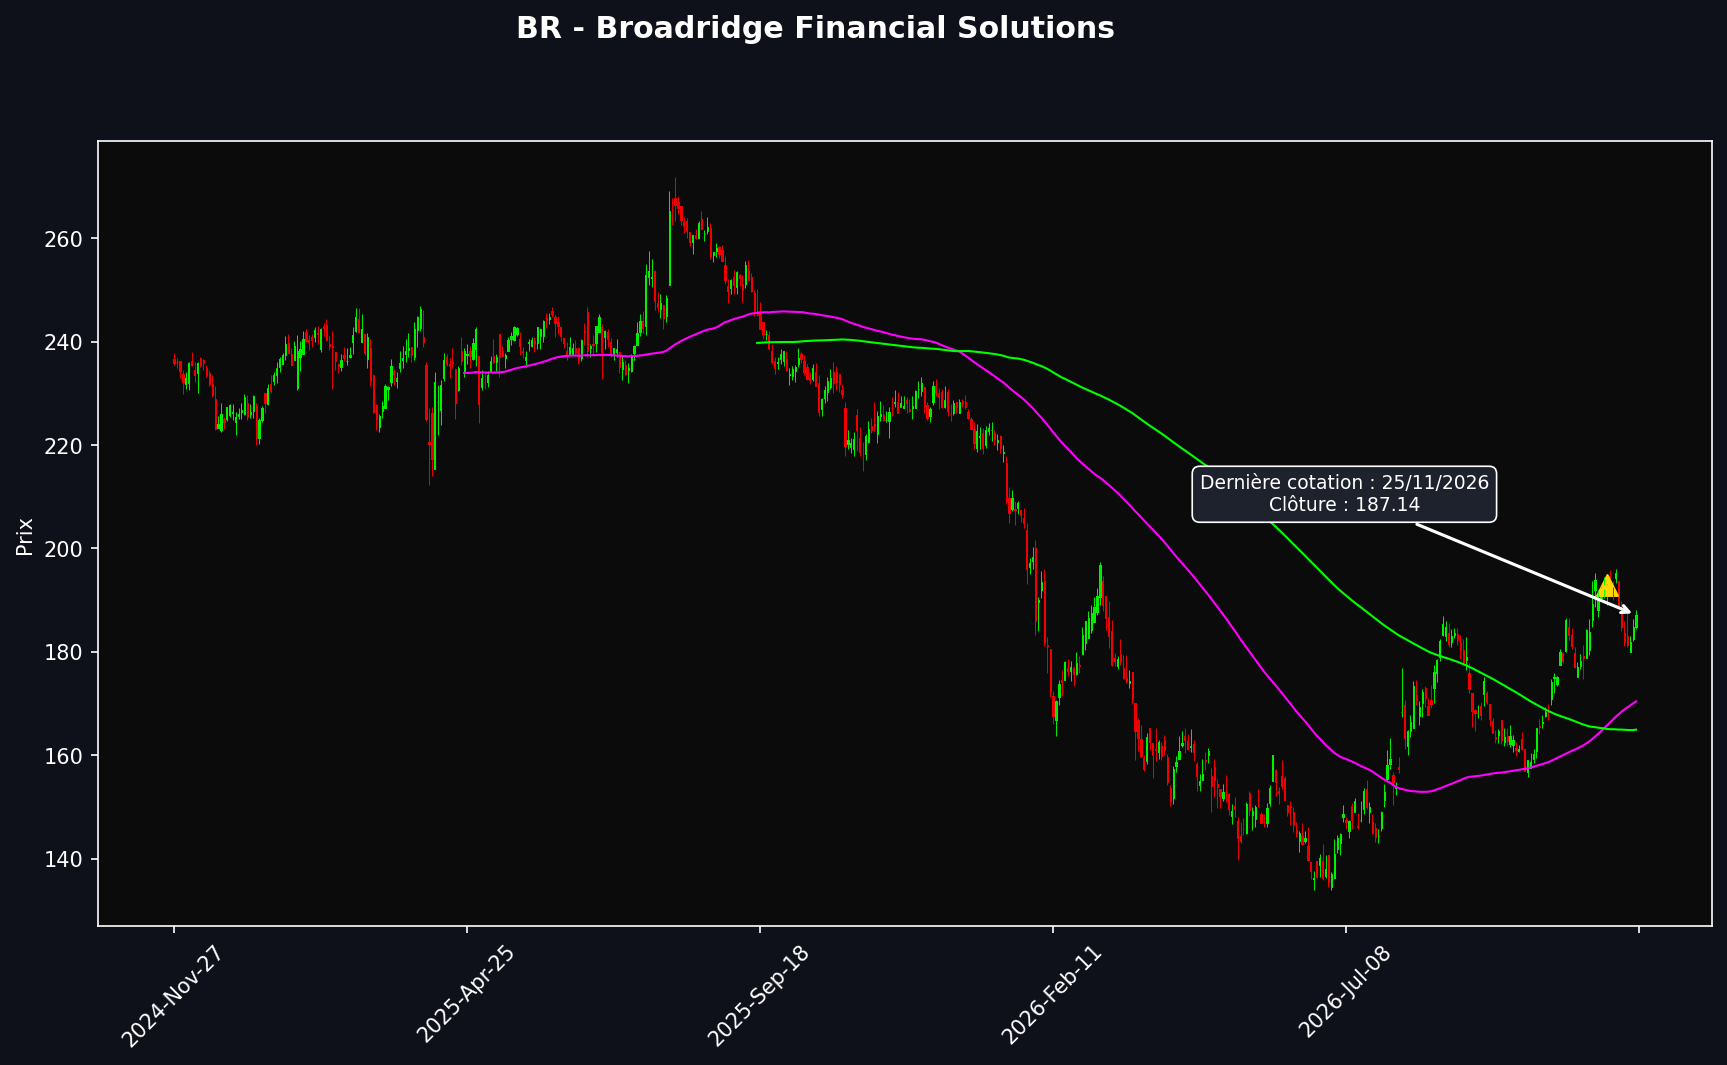 BR - Broadridge Financial Solutions
Prix
260
240
220
200
180
160
140
Dernière cotation : 25/11/2026
Clôture : 187.14
2024-Nov-27
2025-Apr-25
2025-Sep-18
2026-Feb-11
2026-Jul-08